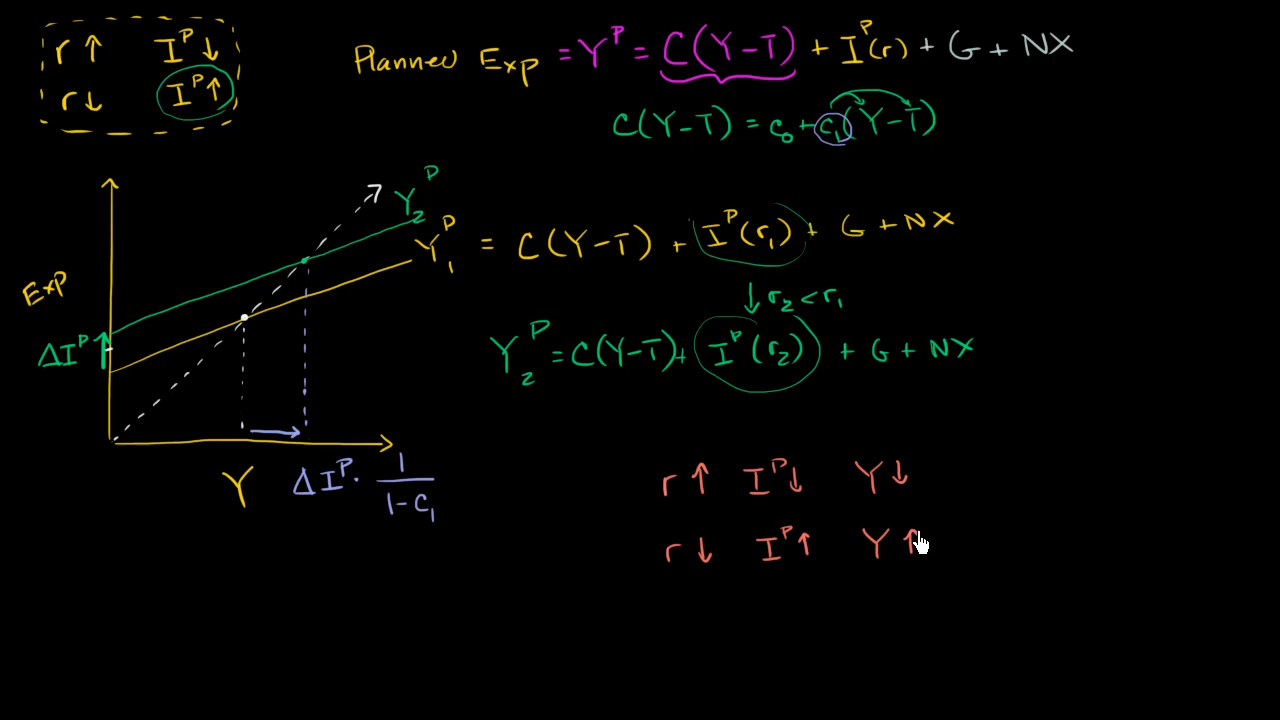 r ↑ I^P ↓
r ↓ I^P ↑
Planned Exp = Y^P = C(Y-T) + I^P(r) + G + NX
C(Y-T) = c₀ + c₁(Y-T)
Y₂^P
Y₁^P = C(Y-T) + I^P(r₁) + G + NX
Exp
↓ r₂ < r₁
ΔI^P
Y₂^P = C(Y-T) + I^P(r₂) + G + NX
Y ΔI^P · 1/(1-c₁)
r ↑ I^P ↓ Y ↓
r ↓ I^P ↑ Y ↑